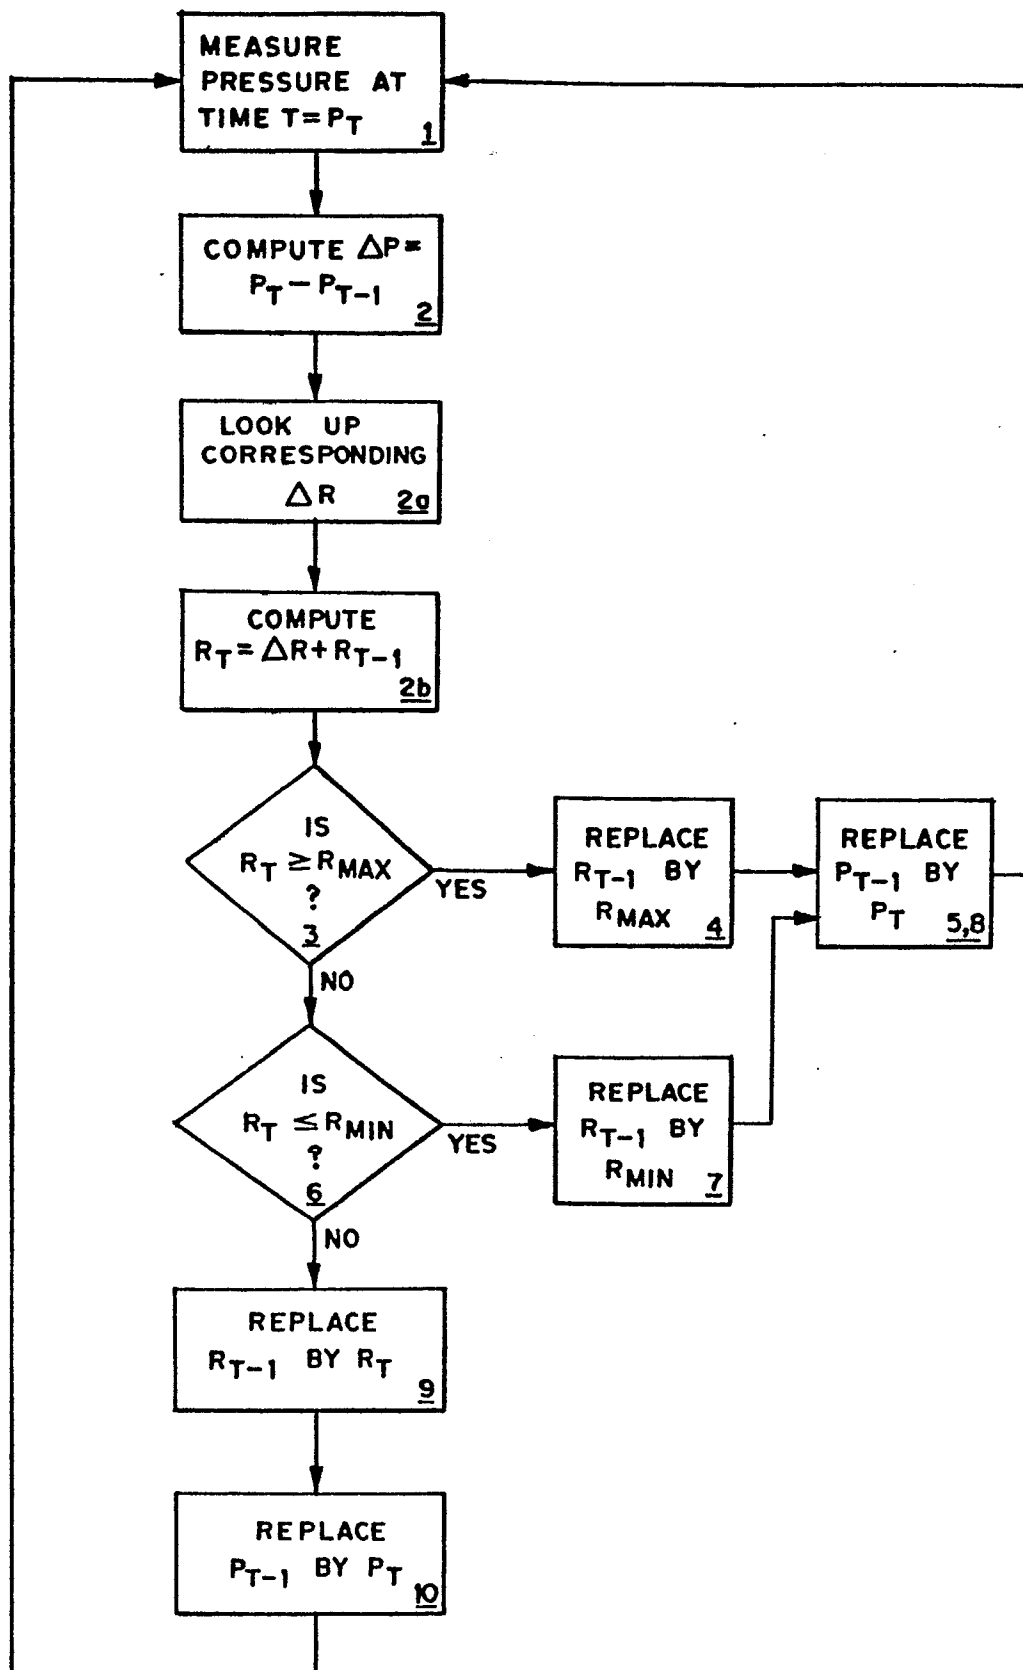 MEASURE
PRESSURE AT
TIME T=P_T
1
COMPUTE ΔP=
P_T − P_T−1
2
LOOK UP
CORRESPONDING
ΔR
2a
COMPUTE
R_T = ΔR + R_T−1
2b
IS
R_T ≥ R_MAX
?
3
YES
NO
REPLACE
R_T−1 BY
R_MAX
4
REPLACE
P_T−1 BY
P_T
5,8
IS
R_T ≤ R_MIN
?
6
YES
NO
REPLACE
R_T−1 BY
R_MIN
7
REPLACE
R_T−1 BY R_T
9
REPLACE
P_T−1 BY P_T
10